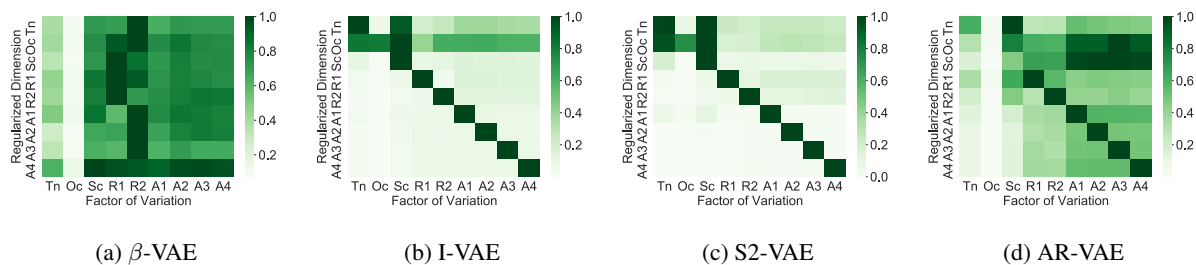 1.0
0.8
0.6
0.4
0.2
Regularized Dimension
A4 A3 A2 A1 R2 R1 Sc Oc Tn
Tn Oc Sc R1 R2 A1 A2 A3 A4
Factor of Variation
(a) β-VAE
1.0
0.8
0.6
0.4
0.2
Regularized Dimension
A4 A3 A2 A1 R2 R1 Sc Oc Tn
Tn Oc Sc R1 R2 A1 A2 A3 A4
Factor of Variation
(b) I-VAE
1.0
0.8
0.6
0.4
0.2
0.0
Regularized Dimension
A4 A3 A2 A1 R2 R1 Sc Oc Tn
Tn Oc Sc R1 R2 A1 A2 A3 A4
Factor of Variation
(c) S2-VAE
1.0
0.8
0.6
0.4
0.2
Regularized Dimension
A4 A3 A2 A1 R2 R1 Sc Oc Tn
Tn Oc Sc R1 R2 A1 A2 A3 A4
Factor of Variation
(d) AR-VAE